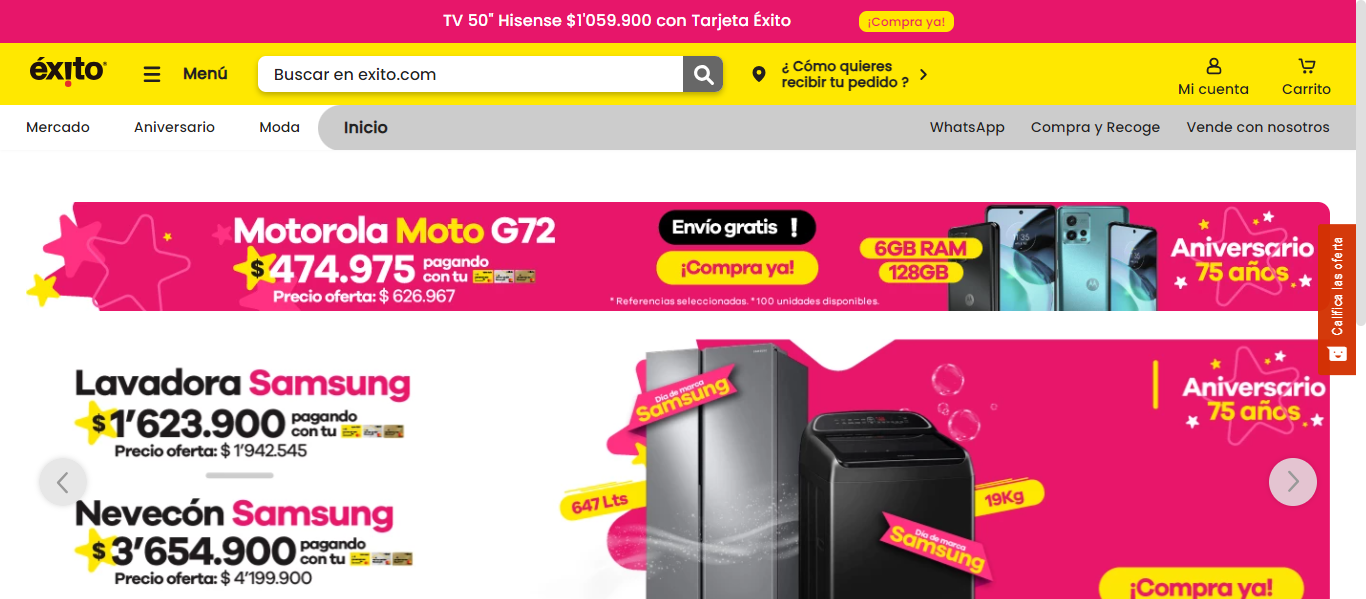 TV 50" Hisense $1'059.900 con Tarjeta Éxito
¡Compra ya!
éxito
Menú
Buscar en exito.com
¿ Cómo quieres
recibir tu pedido ?
Mi cuenta
Carrito
Mercado
Aniversario
Moda
Inicio
WhatsApp
Compra y Recoge
Vende con nosotros
Motorola Moto G72
$474.975 pagando
con tu
Precio oferta: $ 626.967
Envío gratis !
¡Compra ya!
* Referencias seleccionadas. *100 unidades disponibles.
6GB RAM
128GB
Aniversario
75 años
Califica las oferta
Lavadora Samsung
$1’623.900 pagando
con tu
Precio oferta: $ 1’942.545
Nevecón Samsung
$3’654.900 pagando
con tu
Precio oferta: $ 4’199.900
Día de marca
Samsung
647 Lts
19Kg
Día de marca
Samsung
Aniversario
75 años
¡Compra ya!